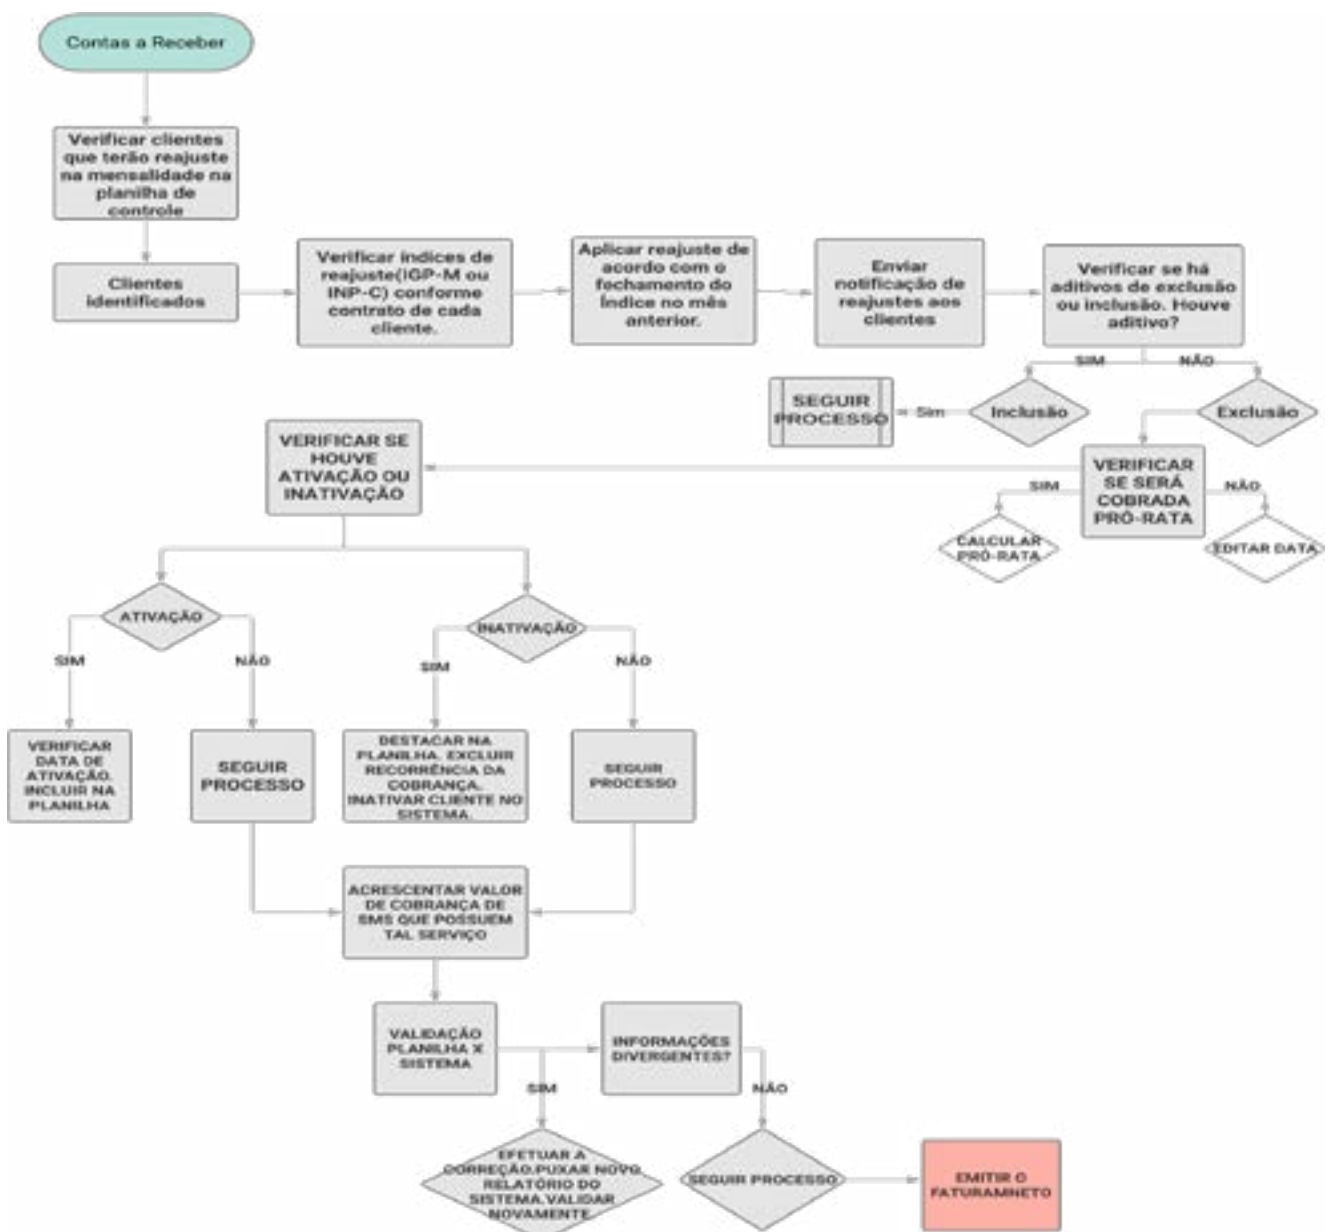 Contas a Receber
Verificar clientes
que terão reajuste
na mensalidade na
planilha de
controle
Clientes
identificados
Verificar índices de
reajuste(IGP-M ou
INP-C) conforme
contrato de cada
cliente.
Aplicar reajuste de
acordo com o
fechamento do
Índice no mês
anterior.
Enviar
notificação de
reajustes aos
clientes
Verificar se há
aditivos de exclusão
ou inclusão. Houve
aditivo?
SIM
NÃO
Inclusão
Sim
SEGUIR
PROCESSO
Exclusão
VERIFICAR
SE SERÁ
COBRADA
PRÓ-RATA
SIM
NÃO
CALCULAR
PRÓ-RATA
EDITAR DATA
VERIFICAR SE
HOUVE
ATIVAÇÃO OU
INATIVAÇÃO
ATIVAÇÃO
SIM
NÃO
INATIVAÇÃO
SIM
NÃO
VERIFICAR
DATA DE
ATIVAÇÃO.
INCLUIR NA
PLANILHA
SEGUIR
PROCESSO
DESTACAR NA
PLANILHA. EXCLUIR
RECORRÊNCIA DA
COBRANÇA.
INATIVAR CLIENTE NO
SISTEMA.
SEGUIR
PROCESSO
ACRESCENTAR VALOR
DE COBRANÇA DE
SMS QUE POSSUEM
TAL SERVIÇO
VALIDAÇÃO
PLANILHA X
SISTEMA
INFORMAÇÕES
DIVERGENTES?
SIM
NÃO
EFETUAR A
CORREÇÃO.PUXAR NOVO
RELATÓRIO DO
SISTEMA.VALIDAR
NOVAMENTE
SEGUIR PROCESSO
EMITIR O
FATURAMNETO